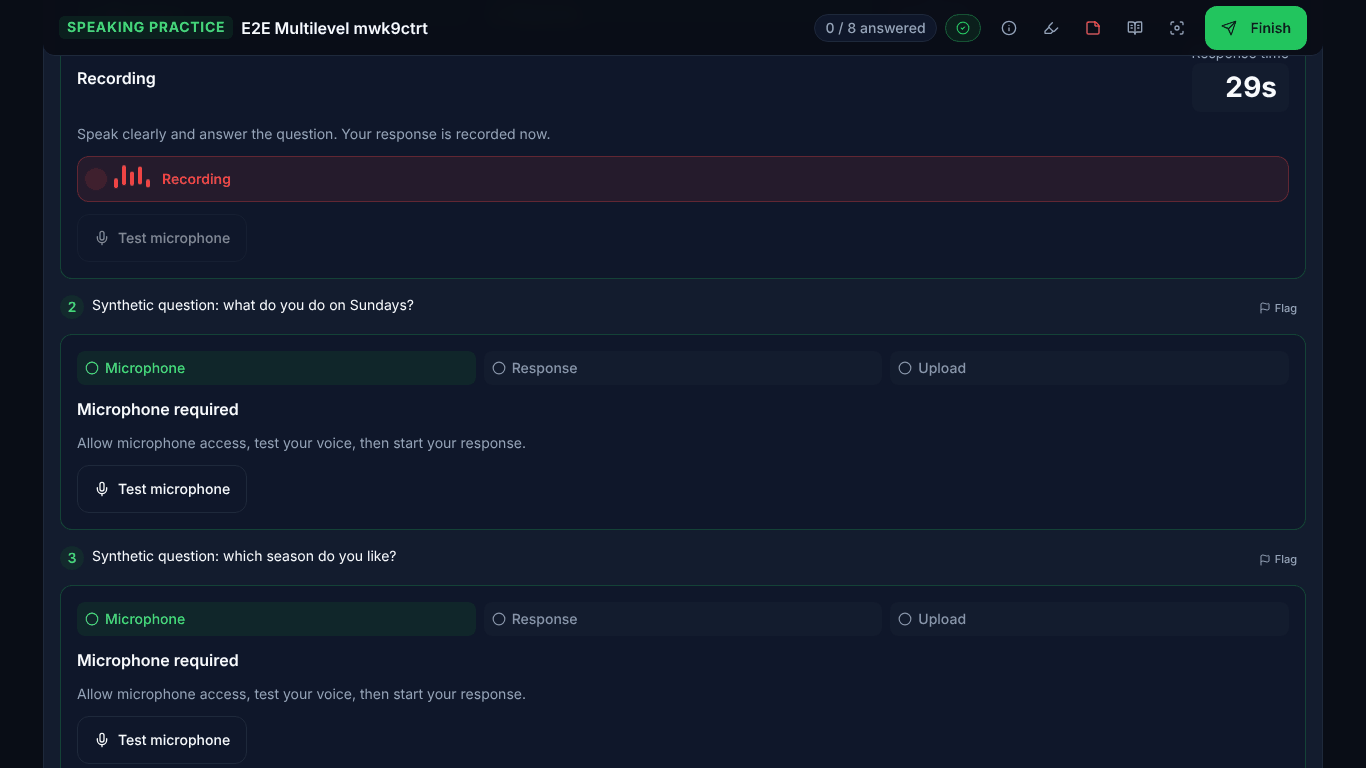 SPEAKING PRACTICE E2E Multilevel mwk9ctrt 0 / 8 answered Finish
Response time
Recording 29s
Speak clearly and answer the question. Your response is recorded now.
Recording
Test microphone
2 Synthetic question: what do you do on Sundays? Flag
Microphone Response Upload
Microphone required
Allow microphone access, test your voice, then start your response.
Test microphone
3 Synthetic question: which season do you like? Flag
Microphone Response Upload
Microphone required
Allow microphone access, test your voice, then start your response.
Test microphone